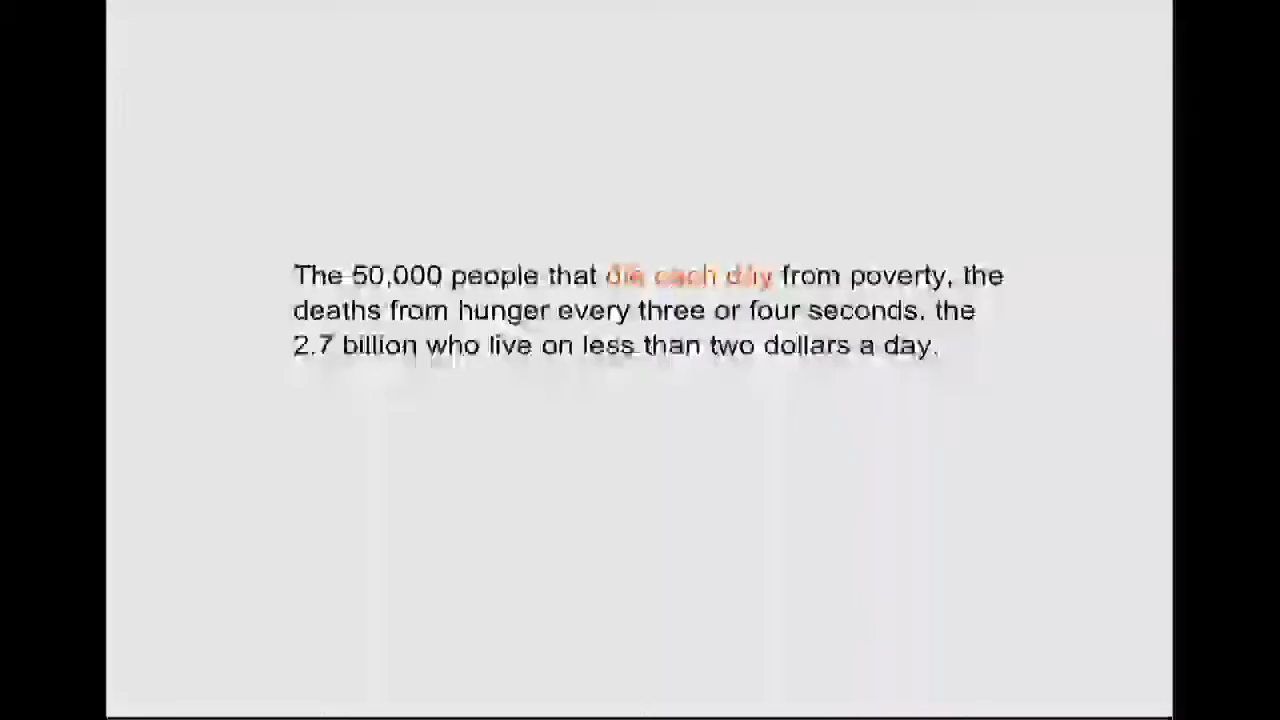 The 50,000 people that die each day from poverty, the
deaths from hunger every three or four seconds, the
2.7 billion who live on less than two dollars a day.